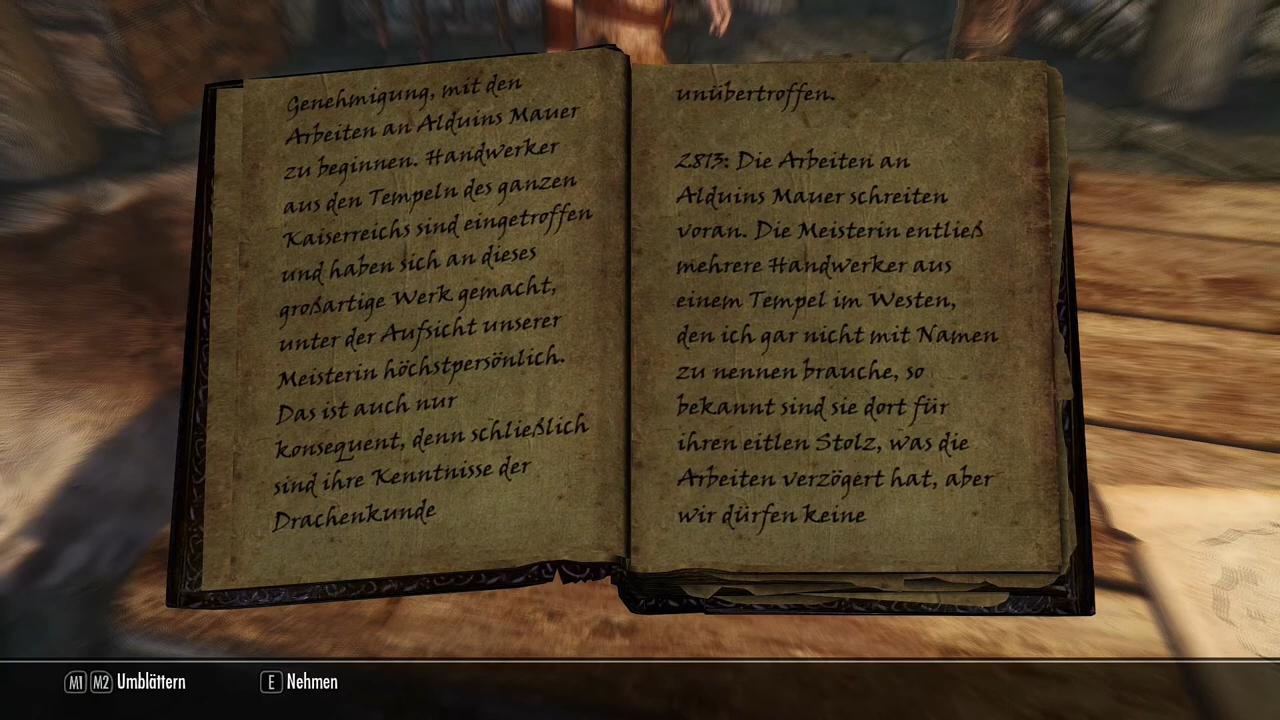 Genehmigung, mit den
Arbeiten an Alduins Mauer
zu beginnen. Handwerker
aus den Tempeln des ganzen
Kaiserreichs sind eingetroffen
und haben sich an dieses
großartige Werk gemacht,
unter der Aufsicht unserer
Meisterin höchstpersönlich.
Das ist auch nur
konsequent, denn schließlich
sind ihre Kenntnisse der
Drachenkunde
unübertroffen.
2813: Die Arbeiten an
Alduins Mauer schreiten
voran. Die Meisterin entließ
mehrere Handwerker aus
einem Tempel im Westen,
den ich gar nicht mit Namen
zu nennen brauche, so
bekannt sind sie dort für
ihren eitlen Stolz, was die
Arbeiten verzögert hat, aber
wir dürfen keine
M1 M2 Umblättern E Nehmen